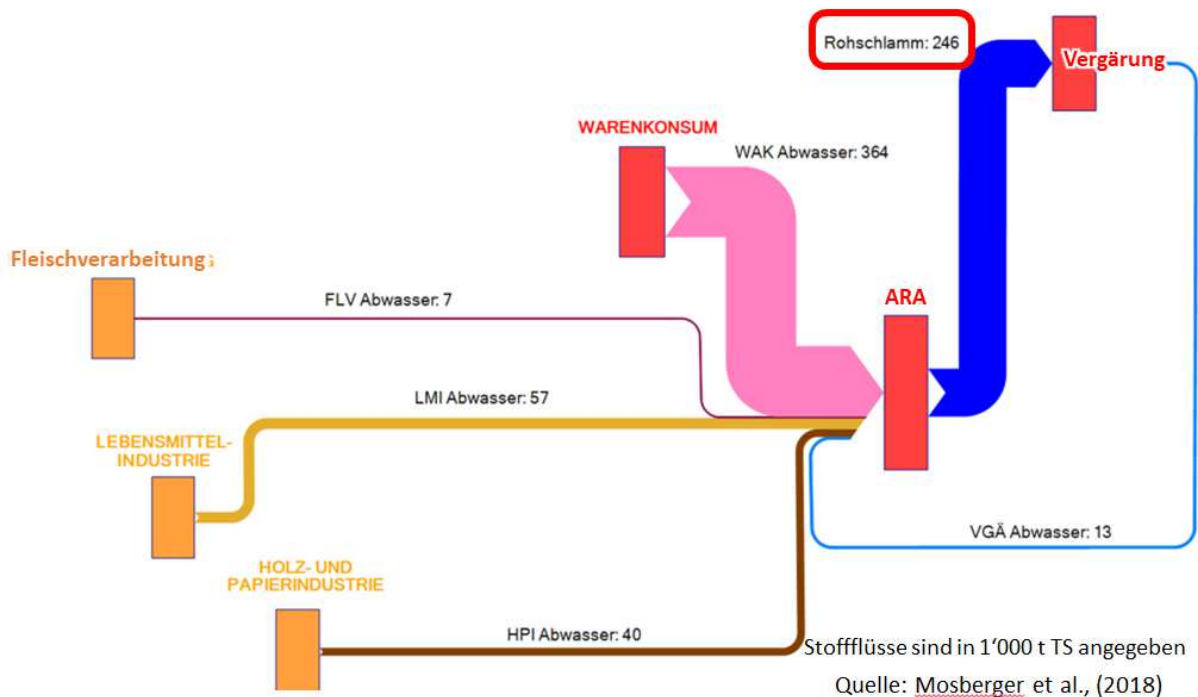 Rohschlamm: 246
Vergärung
WARENKONSUM
WAK Abwasser: 364
Fleischverarbeitung
FLV Abwasser: 7
ARA
LMI Abwasser: 57
LEBENSMITTEL-
INDUSTRIE
VGÄ Abwasser: 13
HOLZ- UND
PAPIERINDUSTRIE
HPI Abwasser: 40
Stoffflüsse sind in 1‘000 t TS angegeben
Quelle: Mosberger et al., (2018)